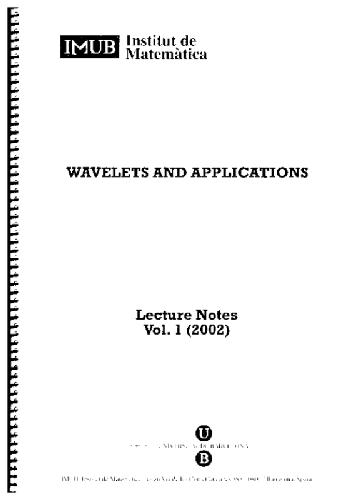 IMUB Institut de
Matemàtica
WAVELETS AND APPLICATIONS
Lecture Notes
Vol. 1 (2002)
U
B